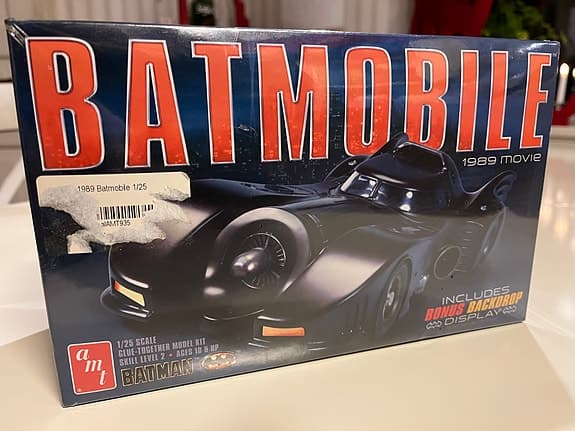 BATMOBILE
1989 movie
1989 Batmobile 1/25
AMT935
INCLUDES
BONUS BACKDROP
DISPLAY
1/25 SCALE
GLUE-TOGETHER MODEL KIT
SKILL LEVEL 2 • AGES 10 & UP
BATMAN
amt